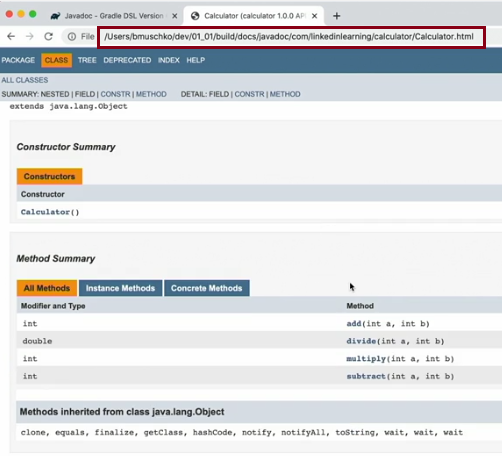 Javadoc - Gradle DSL Version
Calculator (calculator 1.0.0 API
File /Users/bmuschko/dev/01_01/build/docs/javadoc/com/linkedinlearning/calculator/Calculator.html
PACKAGE CLASS TREE DEPRECATED INDEX HELP
ALL CLASSES
SUMMARY: NESTED | FIELD | CONSTR | METHOD DETAIL: FIELD | CONSTR | METHOD
extends java.lang.Object
Constructor Summary
Constructors
Constructor
Calculator()
Method Summary
All Methods Instance Methods Concrete Methods
Modifier and Type Method
int add(int a, int b)
double divide(int a, int b)
int multiply(int a, int b)
int subtract(int a, int b)
Methods inherited from class java.lang.Object
clone, equals, finalize, getClass, hashCode, notify, notifyAll, toString, wait, wait, wait